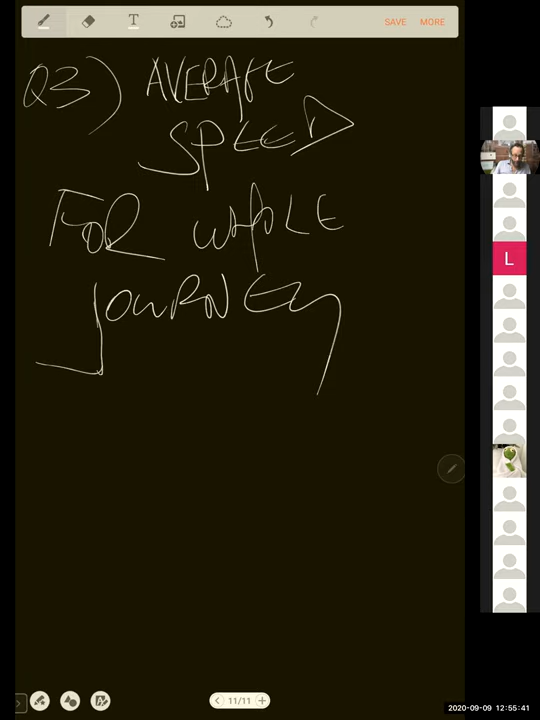 SAVE MORE
Q3) AVERAGE
SPEED
FOR WHOLE
JOURNEY
L
11/11
2020-09-09 12:55:41